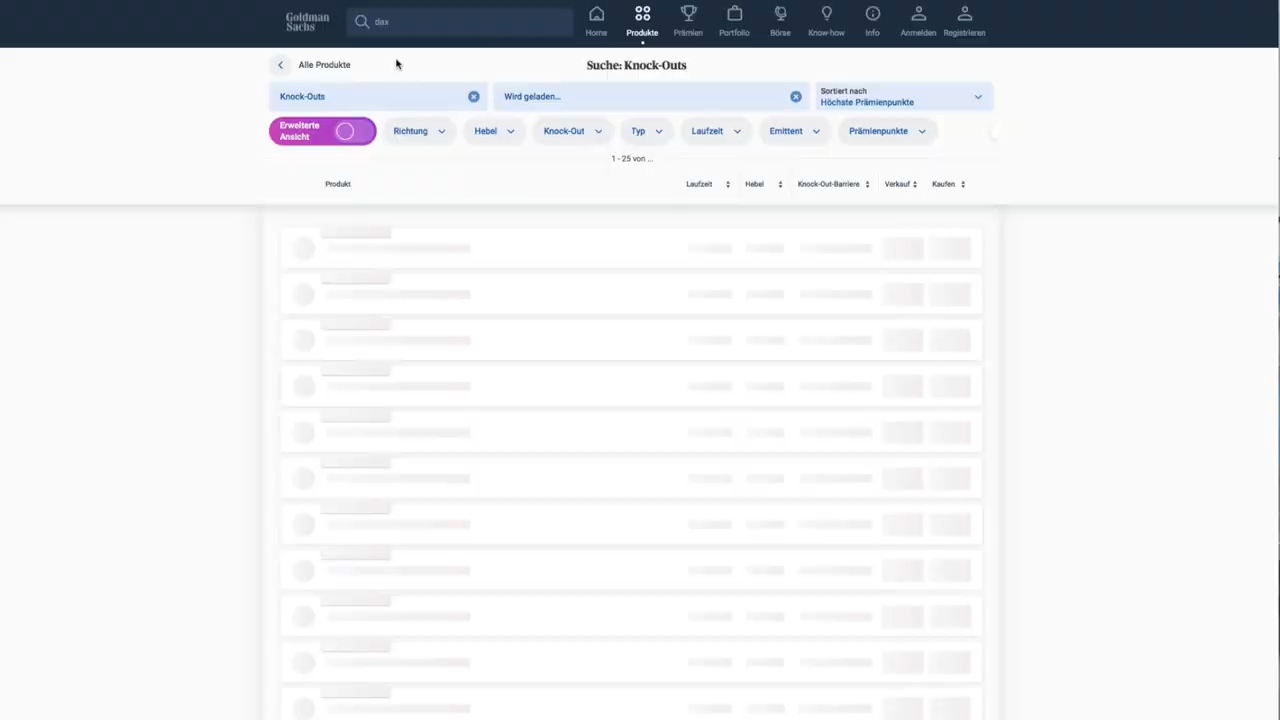 Goldman
Sachs
dax
Home
Produkte
Prämien
Portfolio
Börse
Know-how
Info
Anmelden
Registrieren
Alle Produkte
Suche: Knock-Outs
Knock-Outs
Wird geladen...
Sortiert nach
Höchste Prämienpunkte
Erweiterte
Ansicht
Richtung
Hebel
Knock-Out
Typ
Laufzeit
Emittent
Prämienpunkte
1 - 25 von ...
Produkt
Laufzeit
Hebel
Knock-Out-Barriere
Verkauf
Kaufen